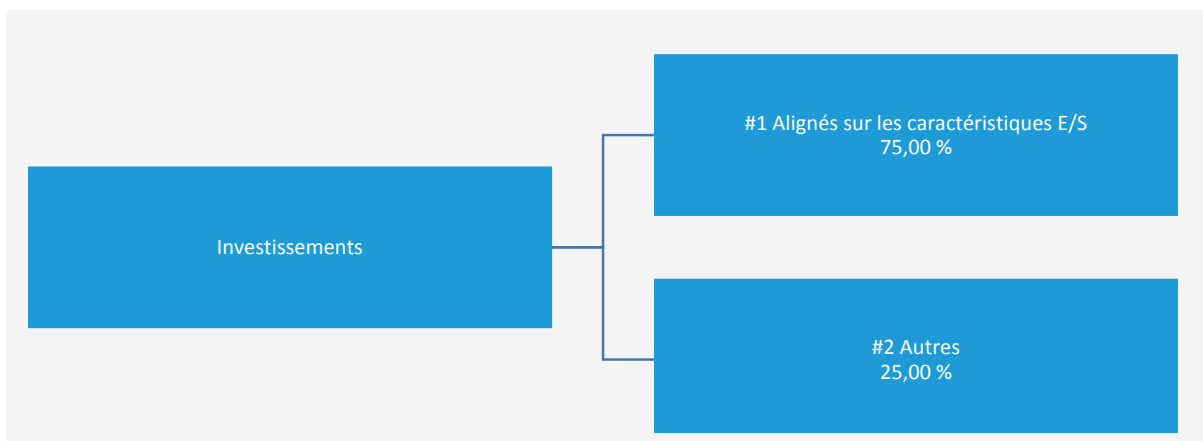 Investissements
#1 Alignés sur les caractéristiques E/S
75,00 %
#2 Autres
25,00 %